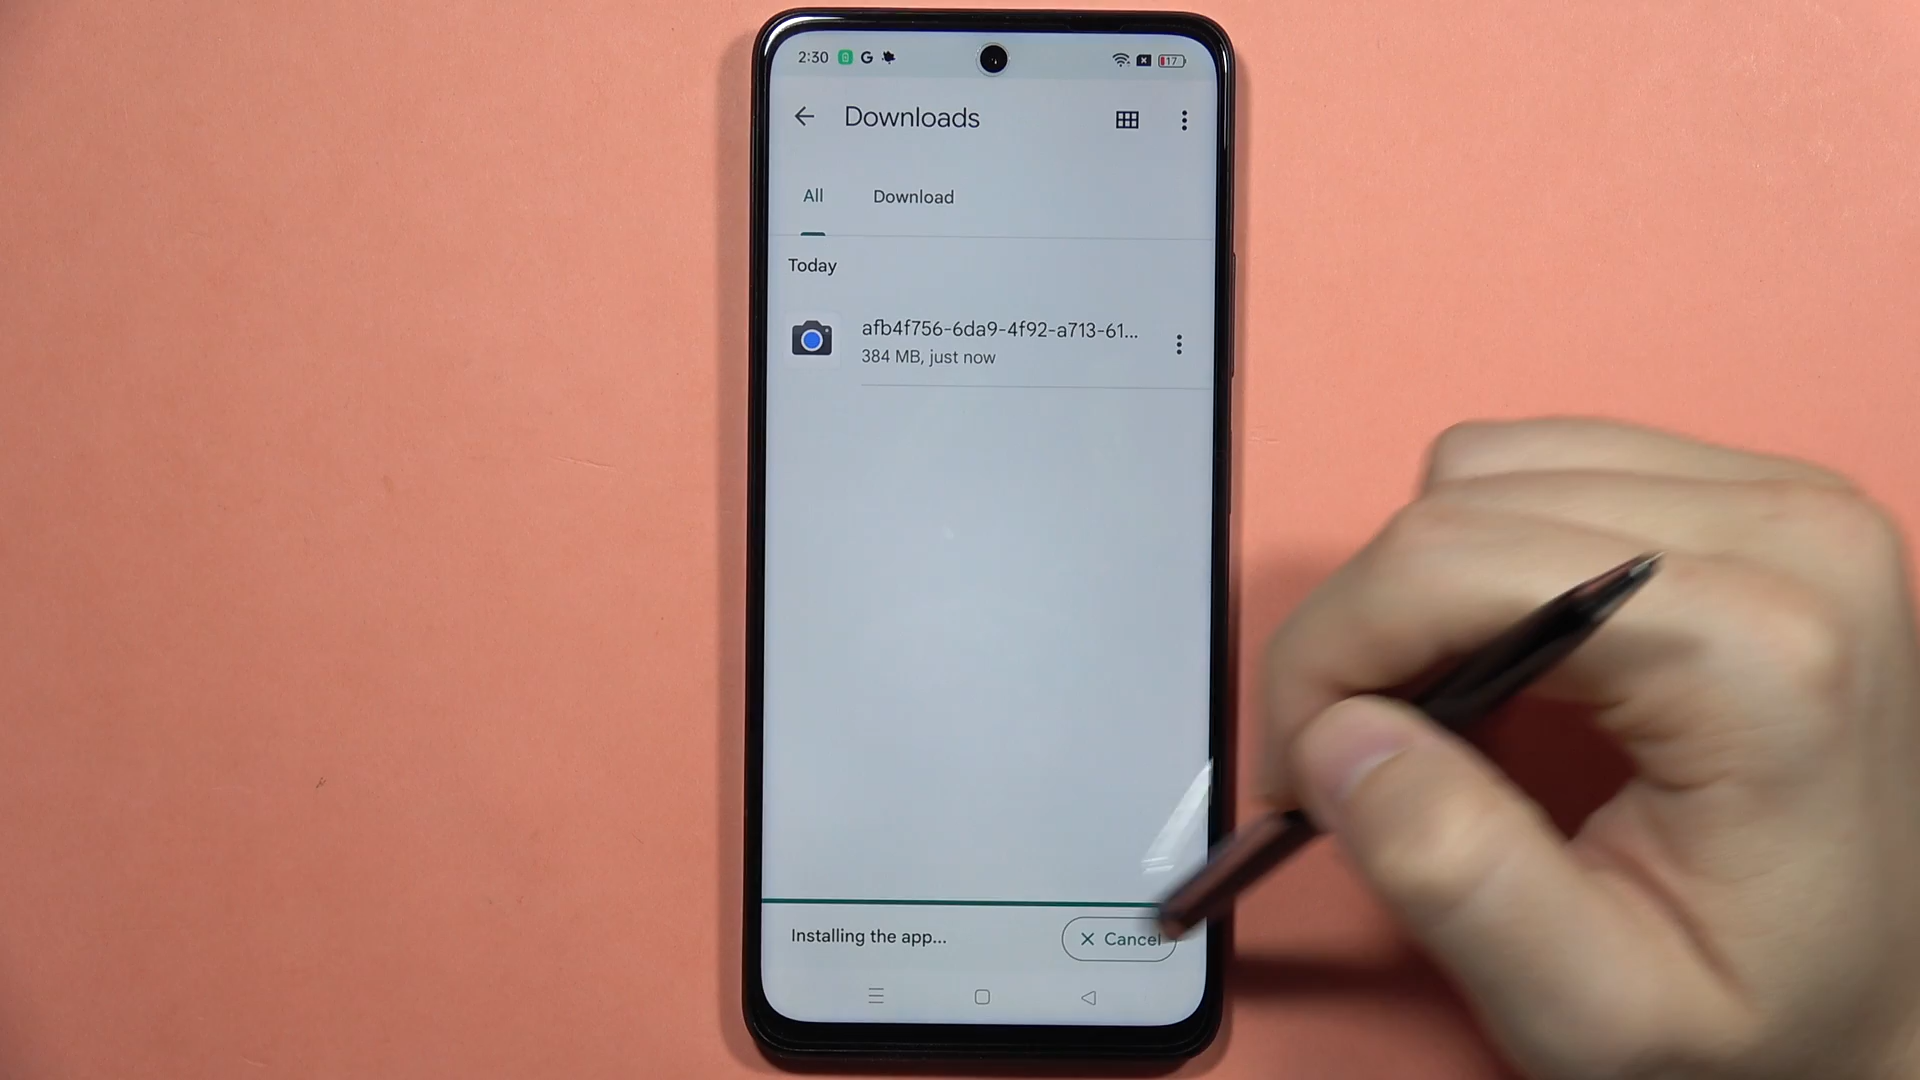 2:30 G 17
Downloads
All Download
Today
afb4f756-6da9-4f92-a713-61...
384 MB, just now
Installing the app... Cancel